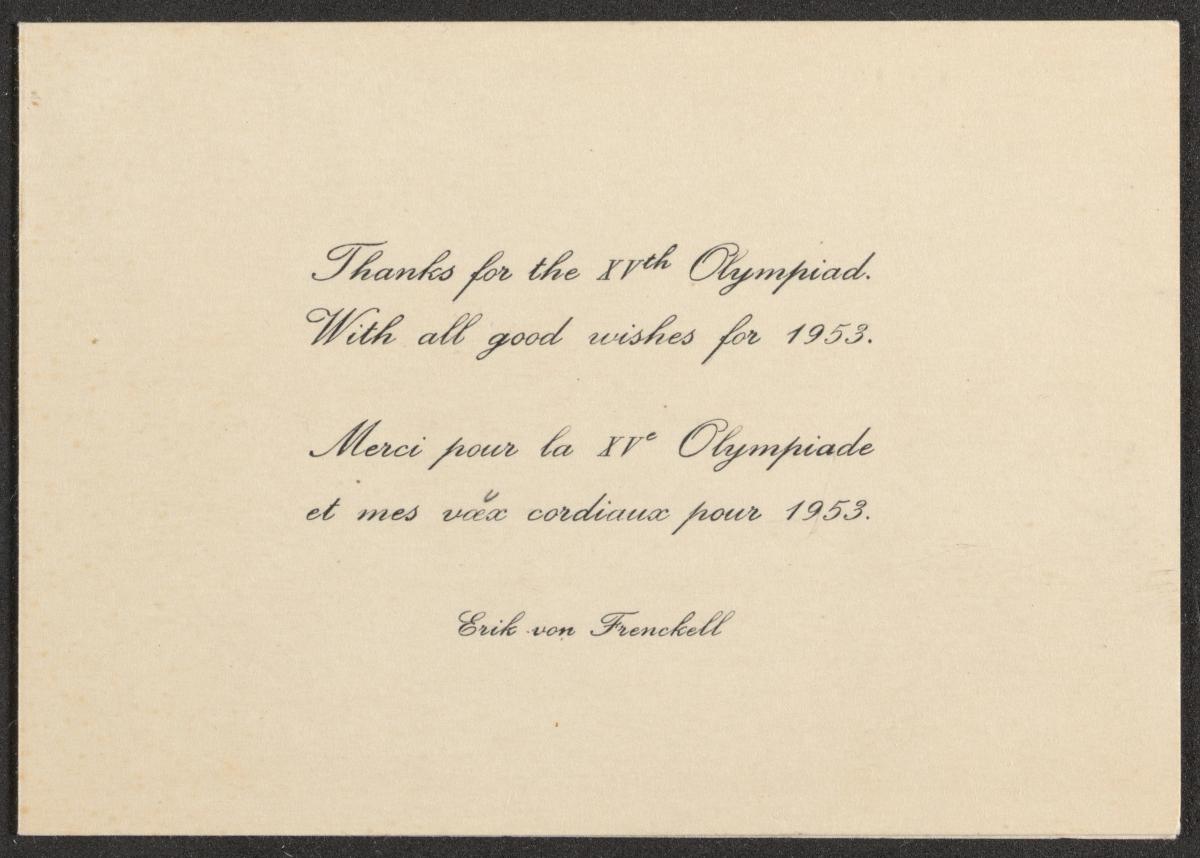 Thanks for the XVth Olympiad.
With all good wishes for 1953.
Merci pour la XVe Olympiade
et mes vœ̆x cordiaux pour 1953.
Erik von Frenckell